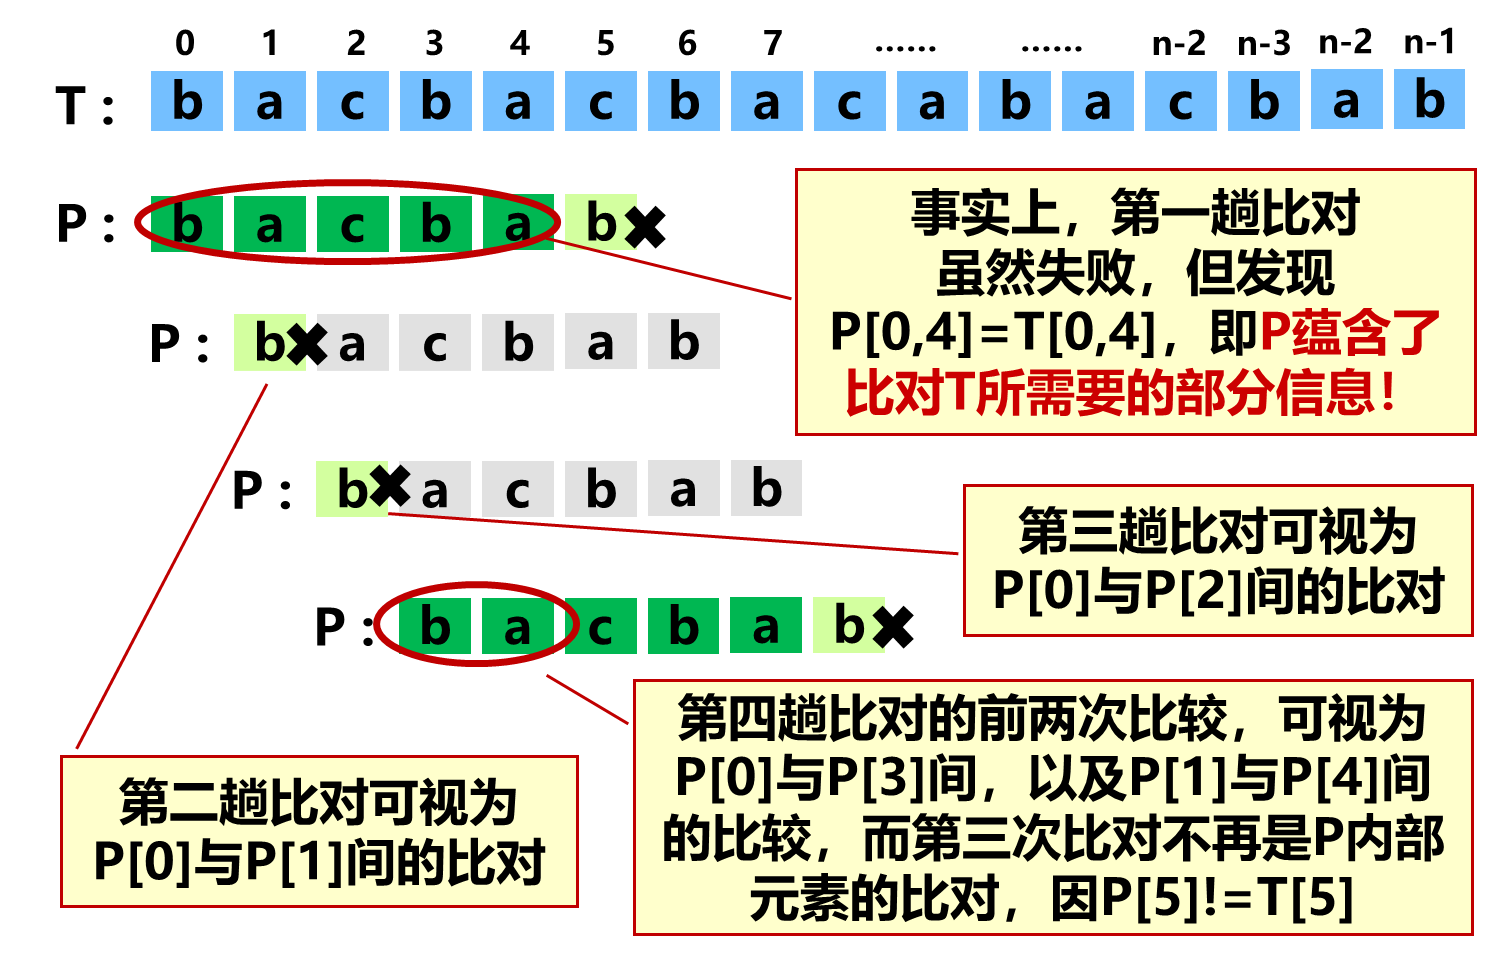 0 1 2 3 4 5 6 7 …… …… n-2 n-3 n-2 n-1
T: b a c b a c b a c a b a c b a b
P: b a c b a b
事实上，第一趟比对
虽然失败，但发现
P[0,4]=T[0,4]，即P蕴含了
比对T所需要的部分信息！
P: b a c b a b
P: b a c b a b
第三趟比对可视为
P[0]与P[2]间的比对
P: b a c b a b
第四趟比对的前两次比较，可视为
P[0]与P[3]间，以及P[1]与P[4]间
的比较，而第三次比对不再是P内部
元素的比对，因P[5]!=T[5]
第二趟比对可视为
P[0]与P[1]间的比对